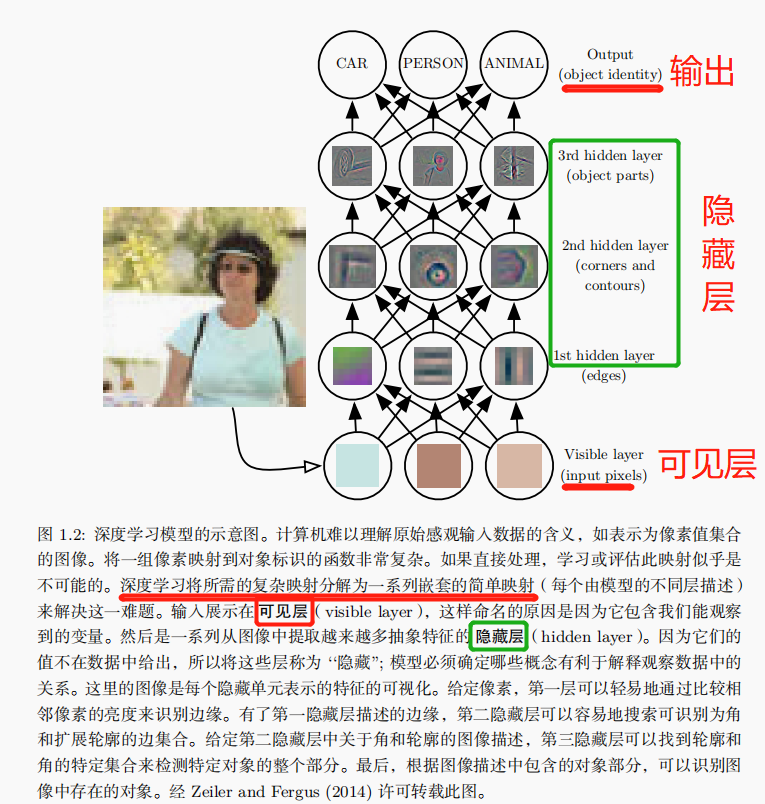 CAR PERSON ANIMAL
Output
(object identity)
输出
3rd hidden layer
(object parts)
2nd hidden layer
(corners and
contours)
隐
藏
层
1st hidden layer
(edges)
Visible layer
(input pixels)
可见层
图 1.2: 深度学习模型的示意图。计算机难以理解原始感观输入数据的含义，如表示为像素值集合
的图像。将一组像素映射到对象标识的函数非常复杂。如果直接处理，学习或评估此映射似乎是
不可能的。深度学习将所需的复杂映射分解为一系列嵌套的简单映射（每个由模型的不同层描述）
来解决这一难题。输入展示在可见层（visible layer），这样命名的原因是因为它包含我们能观察
到的变量。然后是一系列从图像中提取越来越多抽象特征的隐藏层（hidden layer）。因为它们的
值不在数据中给出，所以将这些层称为 “隐藏”; 模型必须确定哪些概念有利于解释观察数据中的
关系。这里的图像是每个隐藏单元表示的特征的可视化。给定像素，第一层可以轻易地通过比较相
邻像素的亮度来识别边缘。有了第一隐藏层描述的边缘，第二隐藏层可以容易地搜索可识别为角
和扩展轮廓的边集合。给定第二隐藏层中关于角和轮廓的图像描述，第三隐藏层可以找到轮廓和
角的特定集合来检测特定对象的整个部分。最后，根据图像描述中包含的对象部分，可以识别图
像中存在的对象。经 Zeiler and Fergus (2014) 许可转载此图。